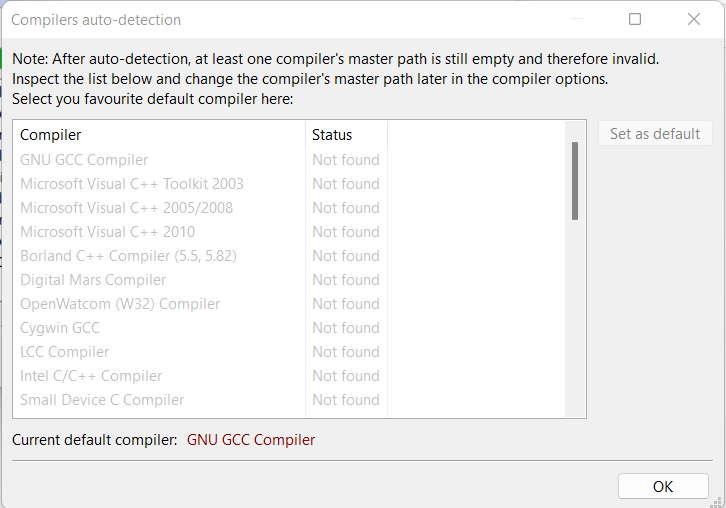 Compilers auto-detection
Note: After auto-detection, at least one compiler's master path is still empty and therefore invalid.
Inspect the list below and change the compiler's master path later in the compiler options.
Select you favourite default compiler here:
Compiler Status
Set as default
GNU GCC Compiler Not found
Microsoft Visual C++ Toolkit 2003 Not found
Microsoft Visual C++ 2005/2008 Not found
Microsoft Visual C++ 2010 Not found
Borland C++ Compiler (5.5, 5.82) Not found
Digital Mars Compiler Not found
OpenWatcom (W32) Compiler Not found
Cygwin GCC Not found
LCC Compiler Not found
Intel C/C++ Compiler Not found
Small Device C Compiler Not found
Current default compiler: GNU GCC Compiler
OK